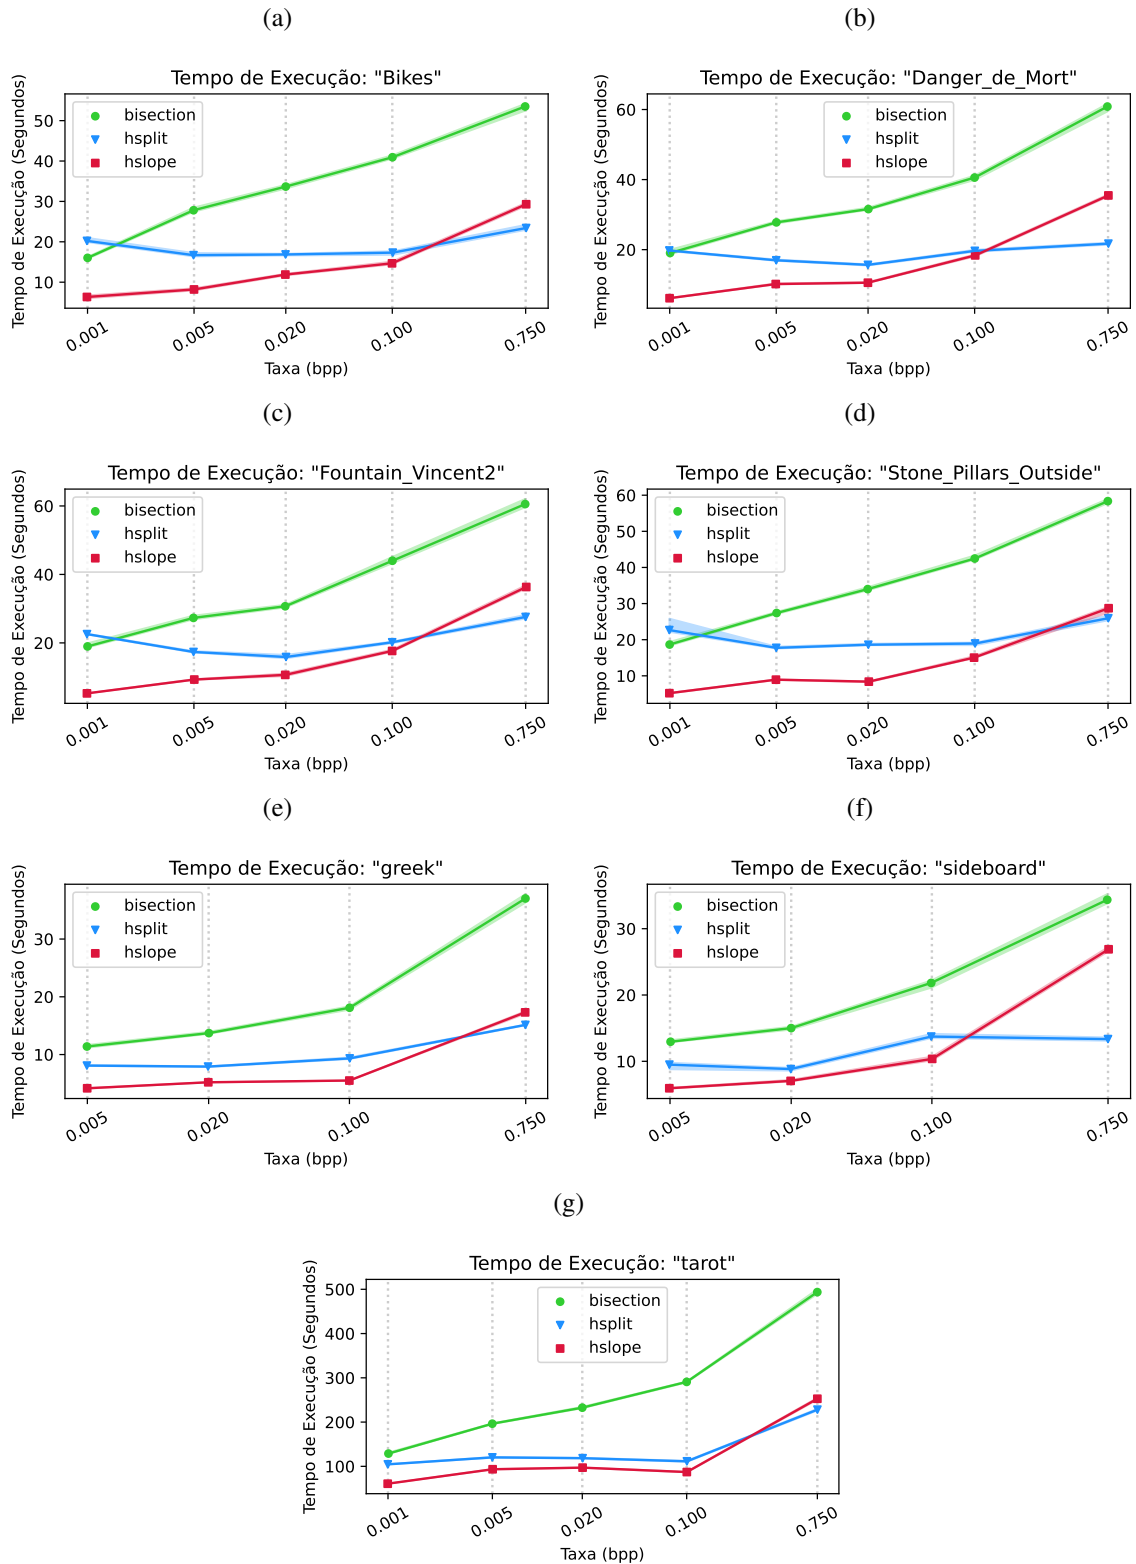 (a)
Tempo de Execução: "Bikes"
Tempo de Execução (Segundos)
50
40
30
20
10
bisection
hsplit
hslope
0.001
0.005
0.020
0.100
0.750
Taxa (bpp)
(b)
Tempo de Execução: "Danger_de_Mort"
Tempo de Execução (Segundos)
60
40
20
bisection
hsplit
hslope
0.001
0.005
0.020
0.100
0.750
Taxa (bpp)
(c)
Tempo de Execução: "Fountain_Vincent2"
Tempo de Execução (Segundos)
60
40
20
bisection
hsplit
hslope
0.001
0.005
0.020
0.100
0.750
Taxa (bpp)
(d)
Tempo de Execução: "Stone_Pillars_Outside"
Tempo de Execução (Segundos)
60
50
40
30
20
10
bisection
hsplit
hslope
0.001
0.005
0.020
0.100
0.750
Taxa (bpp)
(e)
Tempo de Execução: "greek"
Tempo de Execução (Segundos)
30
20
10
bisection
hsplit
hslope
0.005
0.020
0.100
0.750
Taxa (bpp)
(f)
Tempo de Execução: "sideboard"
Tempo de Execução (Segundos)
30
20
10
bisection
hsplit
hslope
0.005
0.020
0.100
0.750
Taxa (bpp)
(g)
Tempo de Execução: "tarot"
Tempo de Execução (Segundos)
500
400
300
200
100
bisection
hsplit
hslope
0.001
0.005
0.020
0.100
0.750
Taxa (bpp)